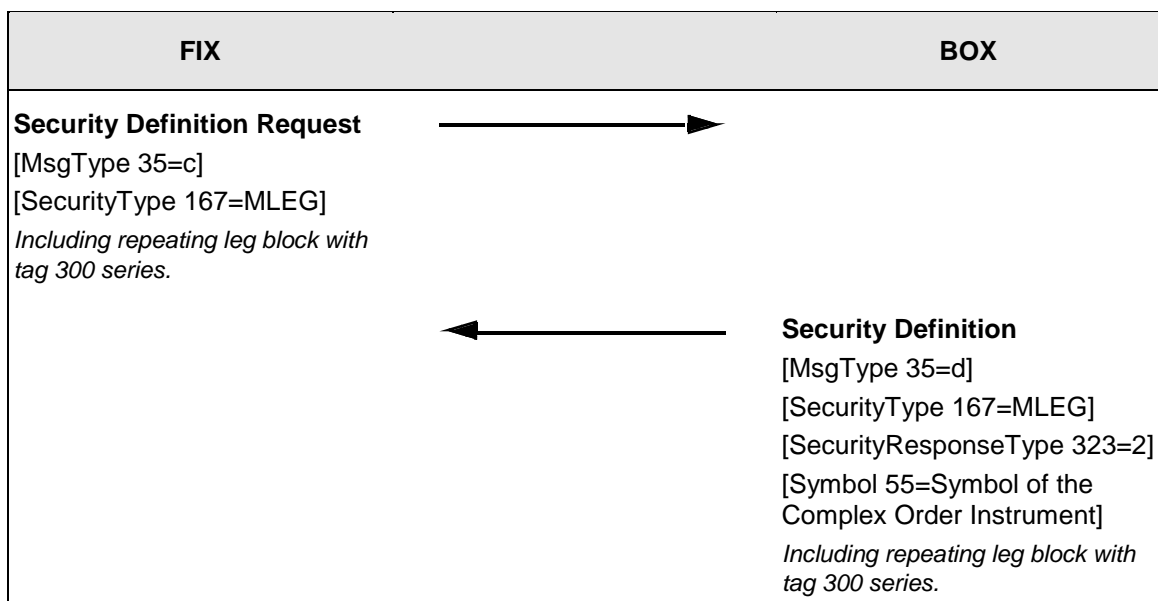 FIX
BOX
Security Definition Request
[MsgType 35=c]
[SecurityType 167=MLEG]
Including repeating leg block with
tag 300 series.
Security Definition
[MsgType 35=d]
[SecurityType 167=MLEG]
[SecurityResponseType 323=2]
[Symbol 55=Symbol of the
Complex Order Instrument]
Including repeating leg block with
tag 300 series.